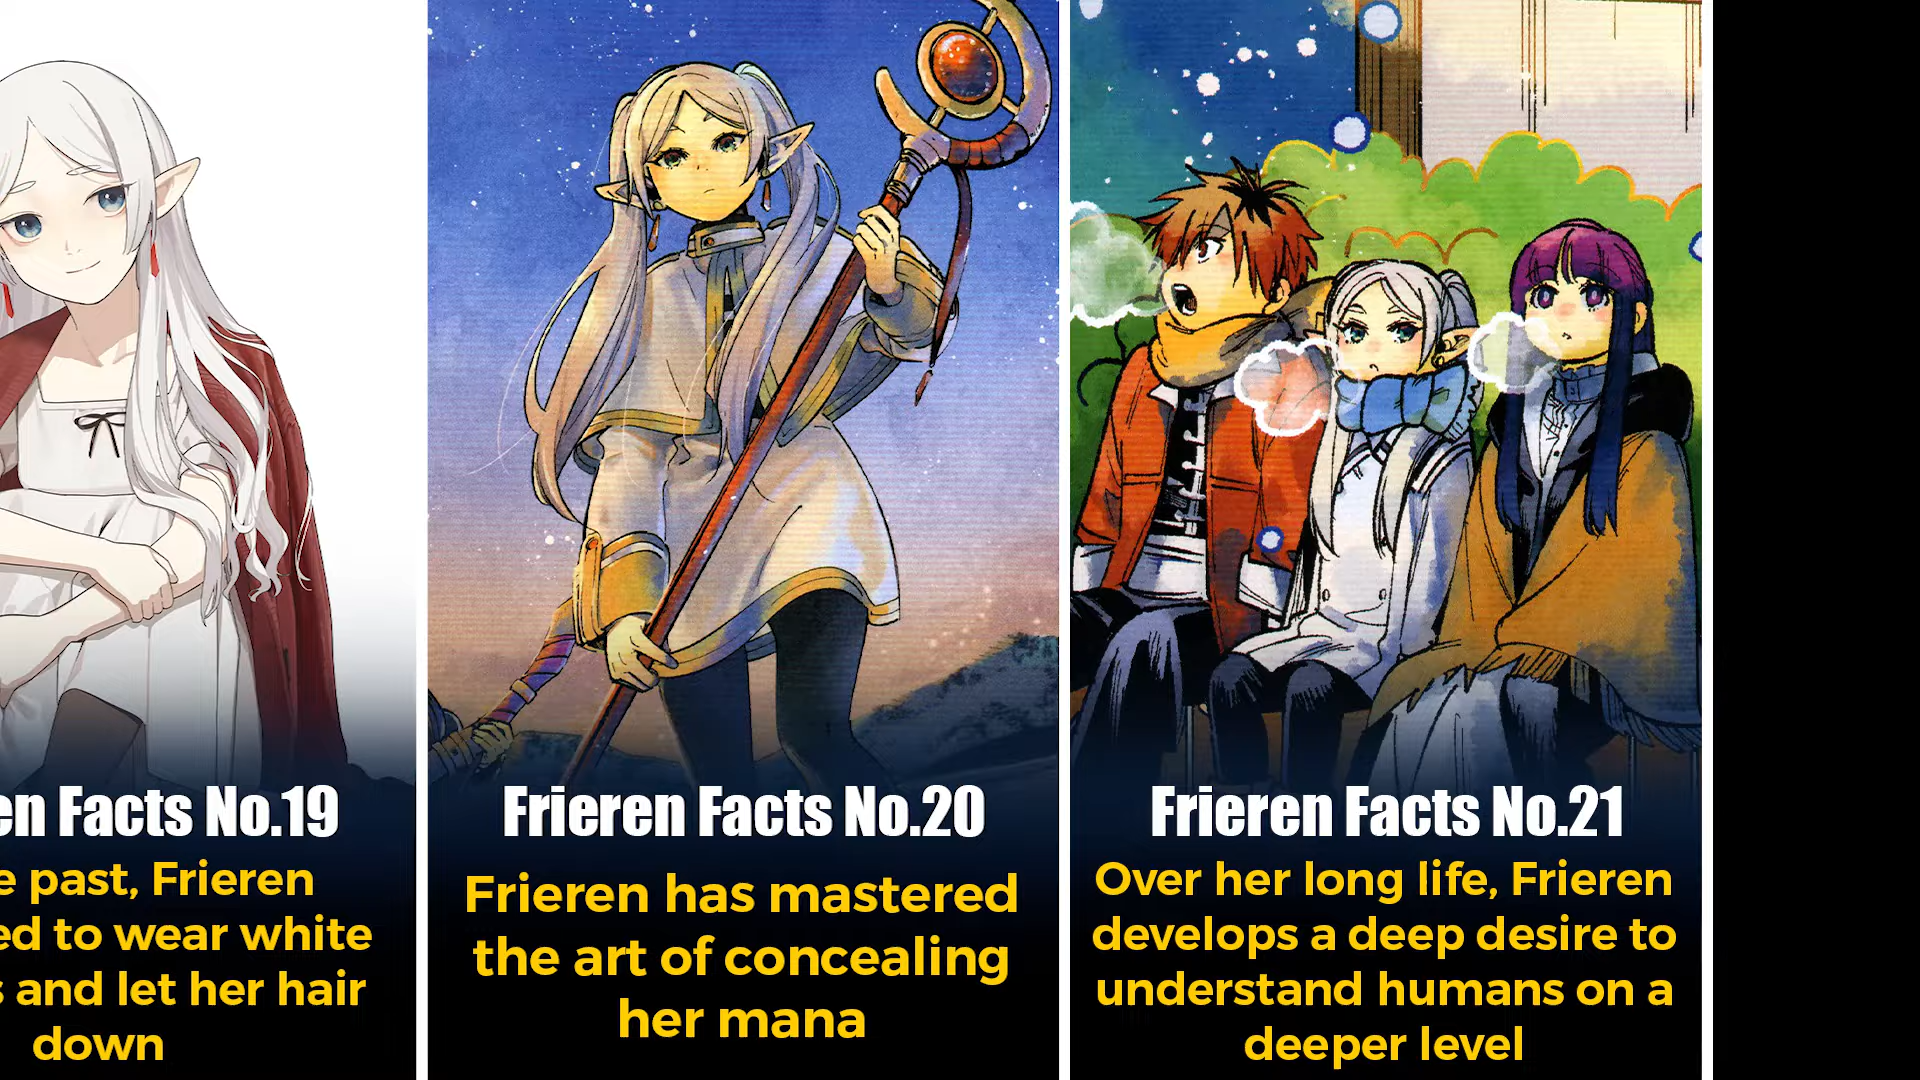 en Facts No.19
e past, Frieren
ed to wear white
s and let her hair
down
Frieren Facts No.20
Frieren has mastered
the art of concealing
her mana
Frieren Facts No.21
Over her long life, Frieren
develops a deep desire to
understand humans on a
deeper level